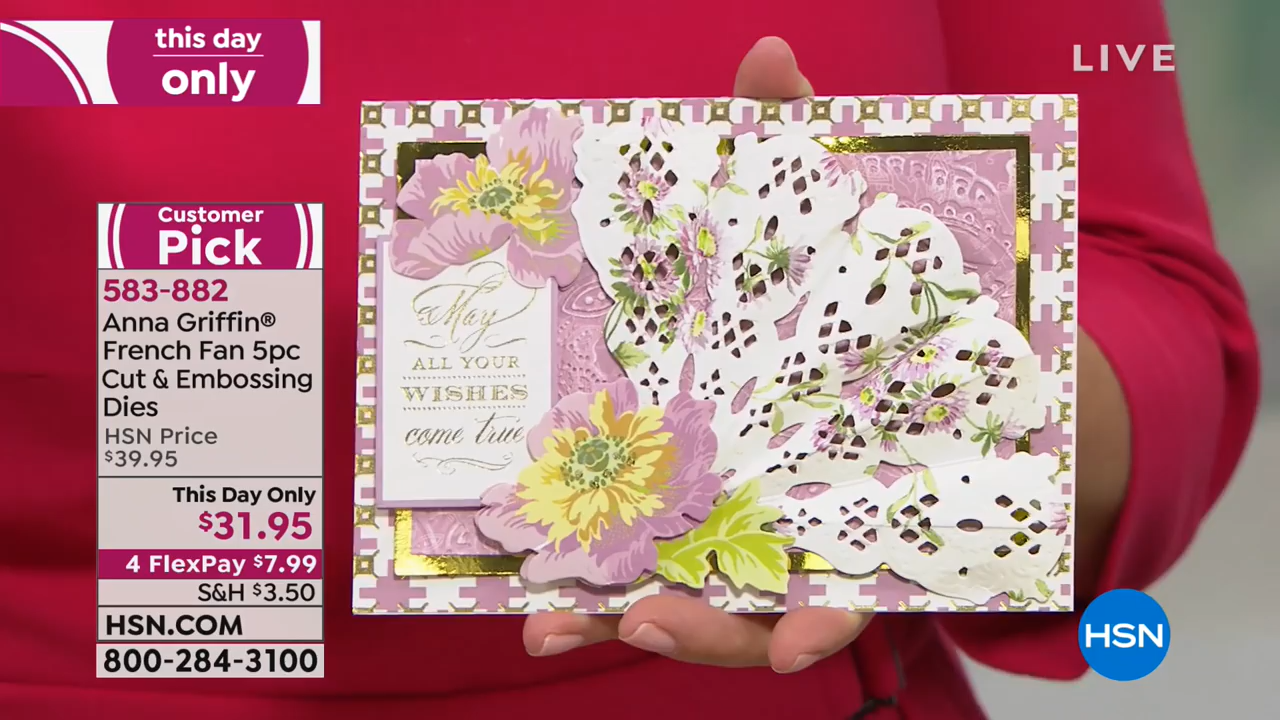 this day
only
LIVE
Customer
Pick
583-882
Anna Griffin®
French Fan 5pc
Cut & Embossing
Dies
HSN Price
$39.95
This Day Only
$31.95
4 FlexPay $7.99
S&H $3.50
HSN.COM
800-284-3100
May
ALL YOUR
WISHES
come true
HSN